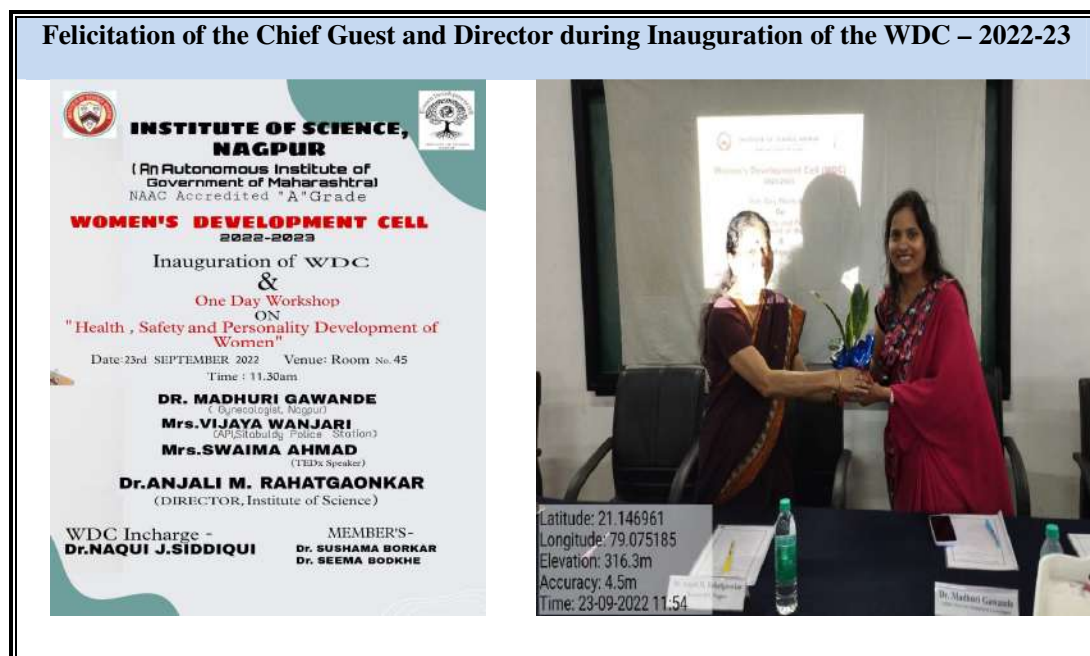 Felicitation of the Chief Guest and Director during Inauguration of the WDC – 2022-23
INSTITUTE OF SCIENCE,
NAGPUR
(An Autonomous Institute of
Government of Maharashtra)
NAAC Accredited "A"Grade
WOMEN'S DEVELOPMENT CELL
2022-2023
Inauguration of WDC
&
One Day Workshop
ON
"Health , Safety and Personality Development of
Women"
Date:23rd SEPTEMBER 2022 Venue: Room No. 45
Time : 11.30am
DR. MADHURI GAWANDE
( Gynecologist, Nagpur)
Mrs.VIJAYA WANJARI
(API,Sitabuldy Police Station)
Mrs.SWAIMA AHMAD
(TEDx Speaker)
Dr.ANJALI M. RAHATGAONKAR
(DIRECTOR, Institute of Science)
WDC Incharge -
Dr.NAQUI J.SIDDIQUI
MEMBER'S-
Dr. SUSHAMA BORKAR
Dr. SEEMA BODKHE
Women's Development Cell (WDC)
Latitude: 21.146961
Longitude: 79.075185
Elevation: 316.3m
Accuracy: 4.5m
Time: 23-09-2022 11:54
Dr. Madhuri Gawande